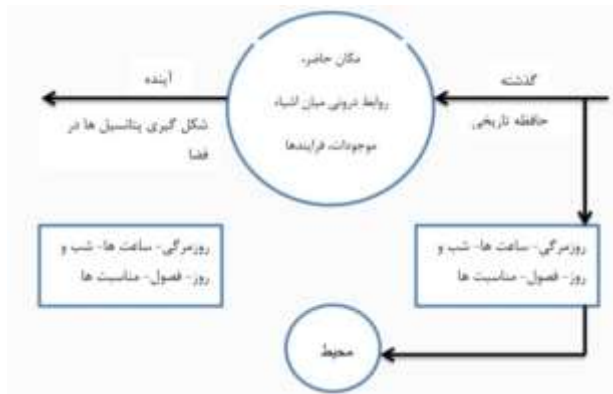 مکان حاضر،
روابط درونی میان اشیاء
موجودات، فرایندها
گذشته
حافظه تاریخی
آینده
شکل گیری پتانسیل ها در
فضا
روزمرگی- ساعت ها- شب و
روز- فصول- مناسبت ها
روزمرگی- ساعت ها- شب و
روز- فصول- مناسبت ها
محیط